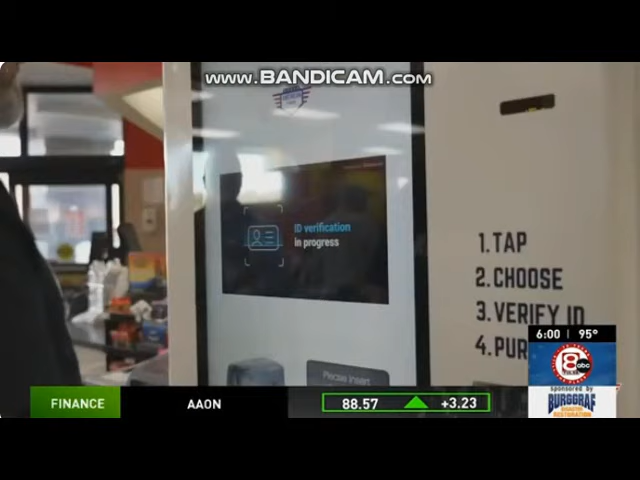 WWW.BANDICAM.COM
ID verification
in progress
1. TAP
2. CHOOSE
3. VERIFY ID
4. PUR
Please Insert
6:00 95°
8 abc
sponsored by
BURGGRAF
FINANCE AAON 88.57 +3.23